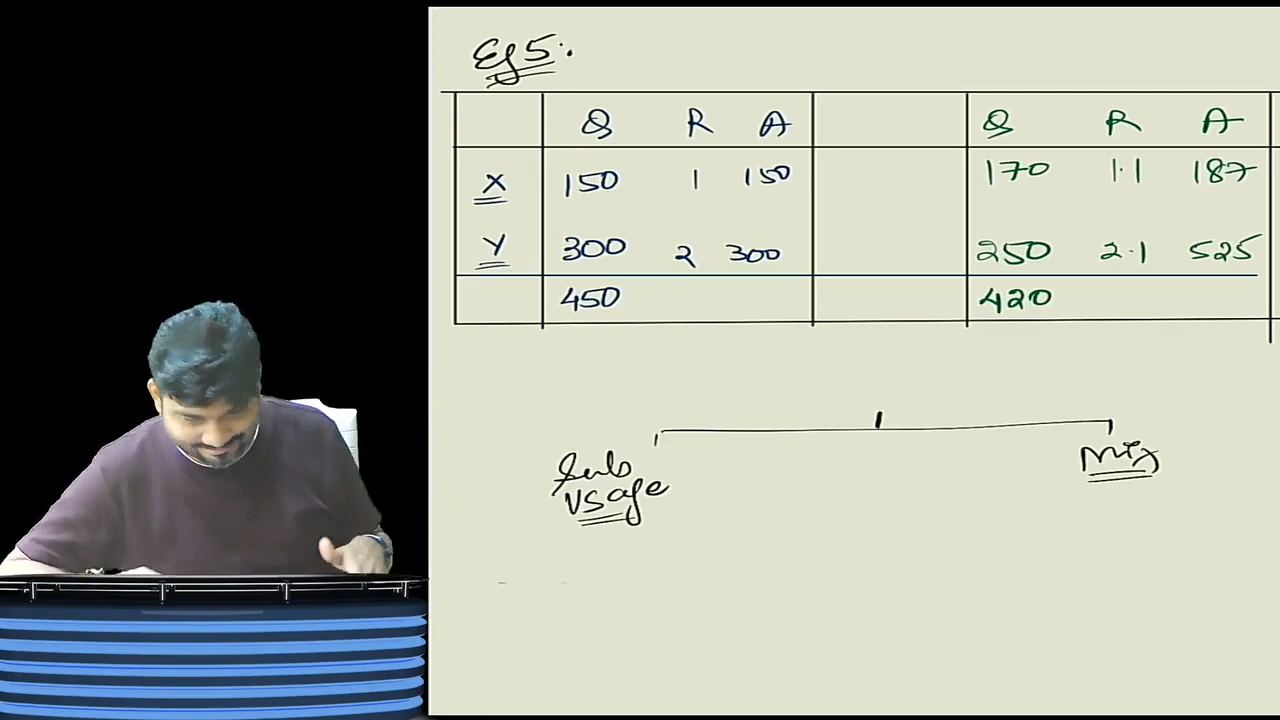 Eg 5:
Q R A Q R A
X 150 1 150 170 1.1 187
Y 300 2 300 250 2.1 525
450 420
Sub Mix
Usage